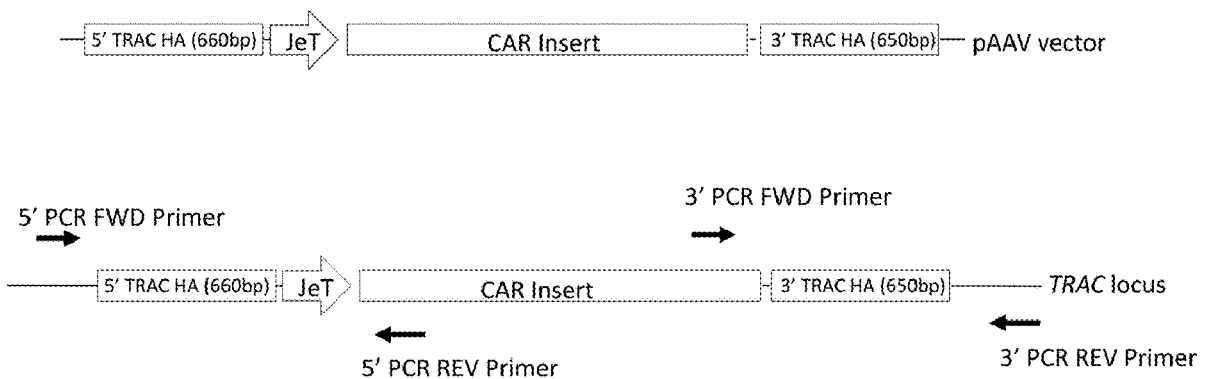 5' TRAC HA (660bp)
JeT
CAR Insert
3' TRAC HA (650bp)
pAAV vector
5' PCR FWD Primer
3' PCR FWD Primer
5' TRAC HA (660bp)
JeT
CAR Insert
3' TRAC HA (650bp)
TRAC locus
5' PCR REV Primer
3' PCR REV Primer